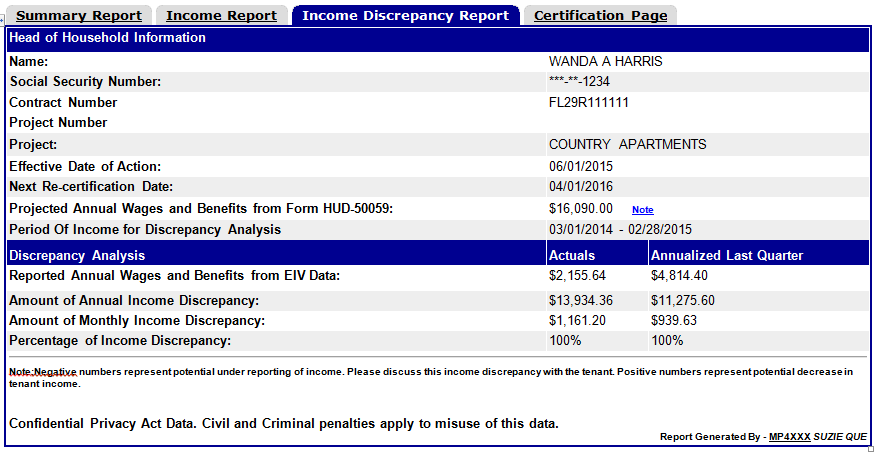 Summary Report Income Report Income Discrepancy Report Certification Page
Head of Household Information
Name: WANDA A HARRIS
Social Security Number: ***-**-1234
Contract Number FL29R111111
Project Number
Project: COUNTRY APARTMENTS
Effective Date of Action: 06/01/2015
Next Re-certification Date: 04/01/2016
Projected Annual Wages and Benefits from Form HUD-50059: $16,090.00 Note
Period Of Income for Discrepancy Analysis 03/01/2014 - 02/28/2015
Discrepancy Analysis Actuals Annualized Last Quarter
Reported Annual Wages and Benefits from EIV Data: $2,155.64 $4,814.40
Amount of Annual Income Discrepancy: $13,934.36 $11,275.60
Amount of Monthly Income Discrepancy: $1,161.20 $939.63
Percentage of Income Discrepancy: 100% 100%
Note:Negative numbers represent potential under reporting of income. Please discuss this income discrepancy with the tenant. Positive numbers represent potential decrease in
tenant income.
Confidential Privacy Act Data. Civil and Criminal penalties apply to misuse of this data.
Report Generated By - MP4XXX SUZIE QUE